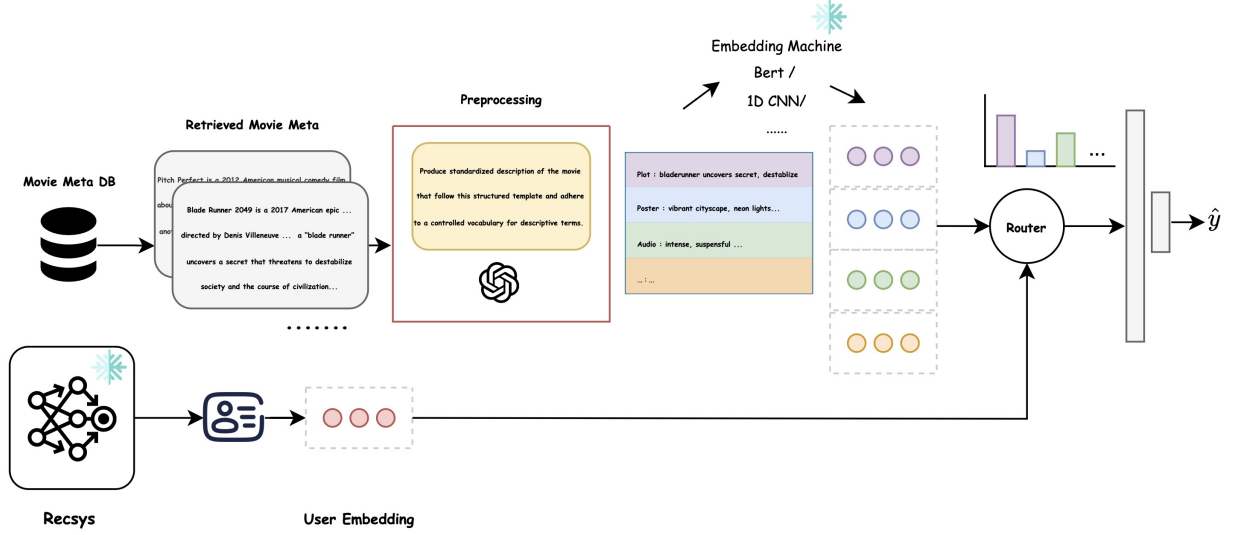 Embedding Machine
Bert /
1D CNN/
......
Preprocessing
Retrieved Movie Meta
Movie Meta DB
Pitch Perfect is a 2012 American musical comedy film
abou
ano
Blade Runner 2049 is a 2017 American epic ...
directed by Denis Villeneuve ... a "blade runner"
uncovers a secret that threatens to destabilize
society and the course of civilization...
.......
Produce standardized description of the movie
that follow this structured template and adhere
to a controlled vocabulary for descriptive terms.
Plot : bladerunner uncovers secret, destablize
Poster : vibrant cityscape, neon lights...
Audio : intense, suspensful ...
... : ...
...
Router
ŷ
Recsys
User Embedding